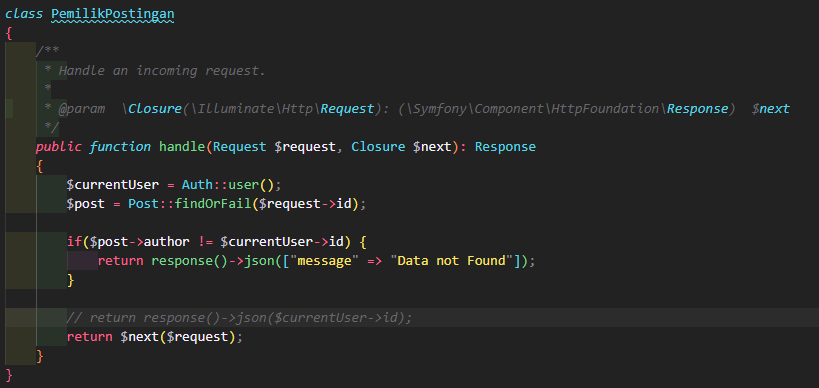 class PemilikPostingan
{
    /**
     * Handle an incoming request.
     *
     * @param  \Closure(\Illuminate\Http\Request): (\Symfony\Component\HttpFoundation\Response)  $next
     */
    public function handle(Request $request, Closure $next): Response
    {
        $currentUser = Auth::user();
        $post = Post::findOrFail($request->id);

        if($post->author != $currentUser->id) {
            return response()->json(["message" => "Data not Found"]);
        }

        // return response()->json($currentUser->id);
        return $next($request);
    }
}